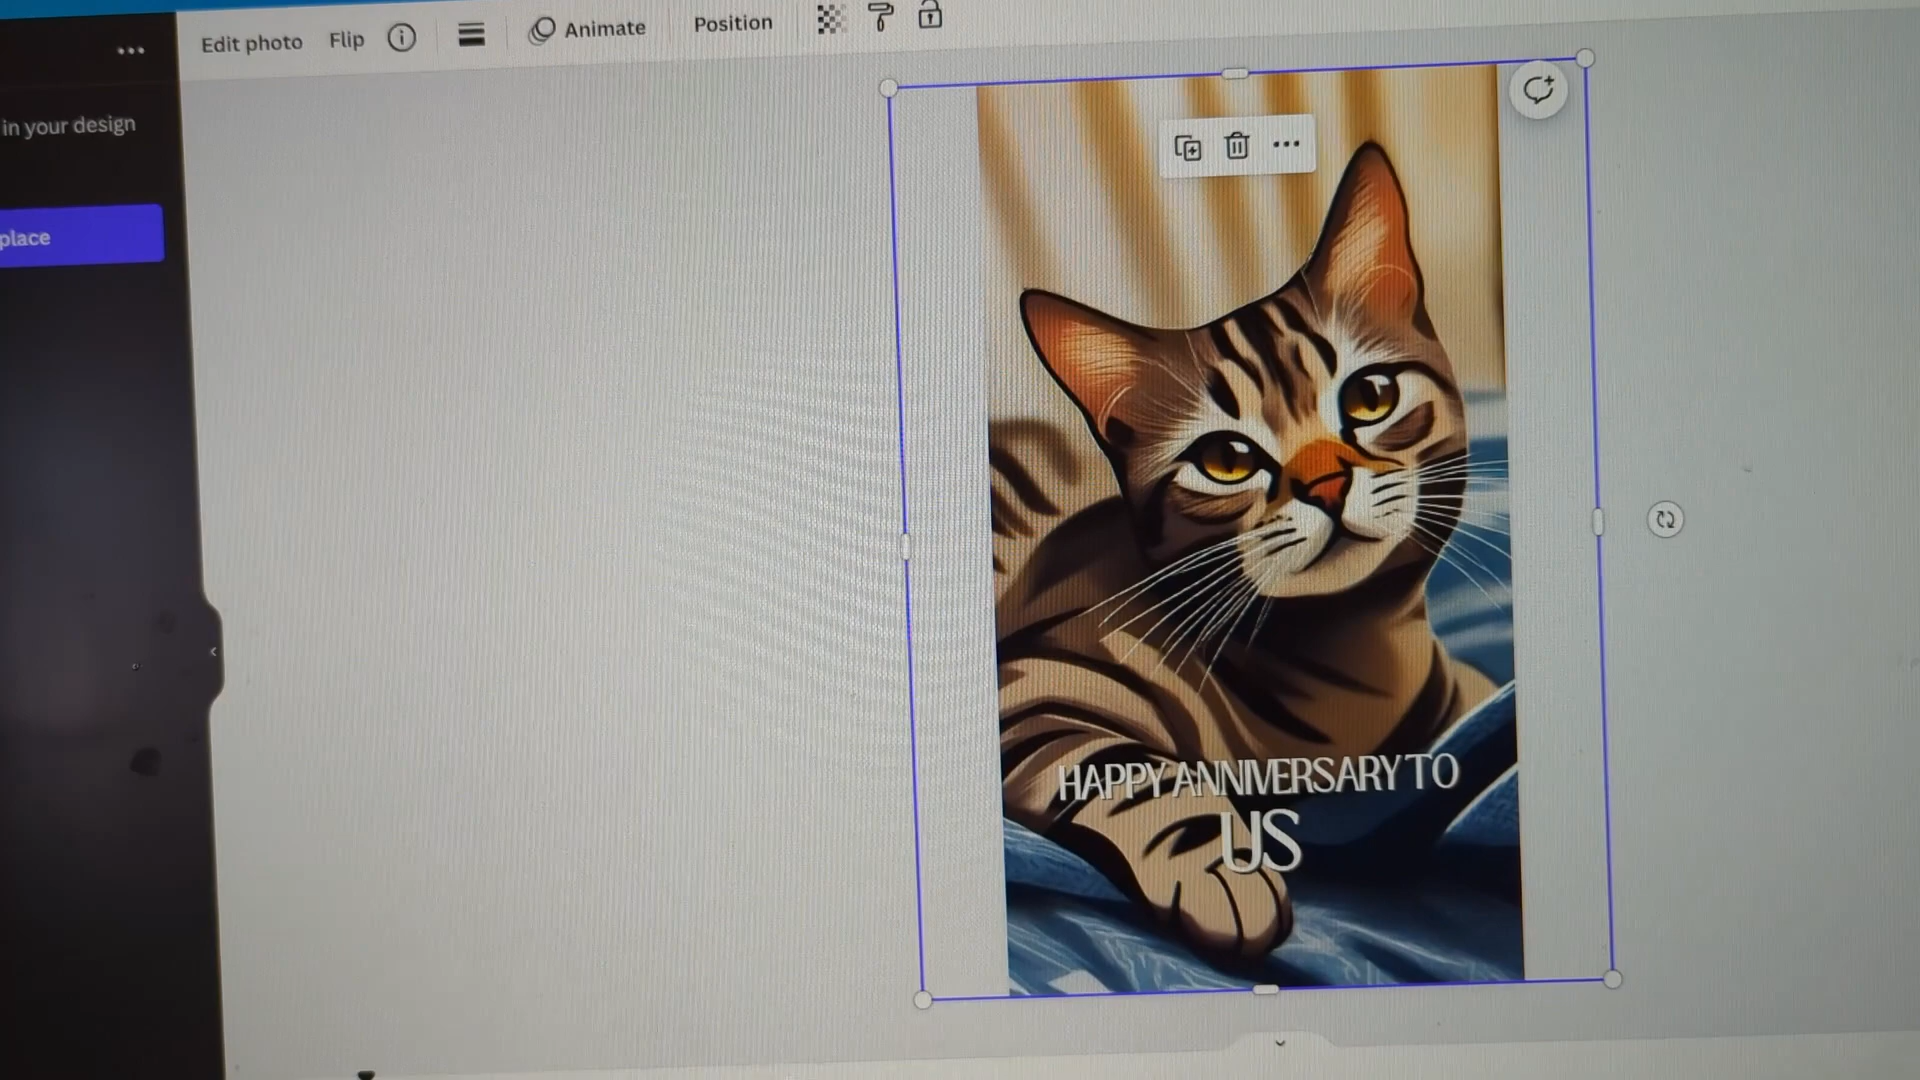 Edit photo Flip Animate Position
in your design
place
HAPPY ANNIVERSARY TO
US